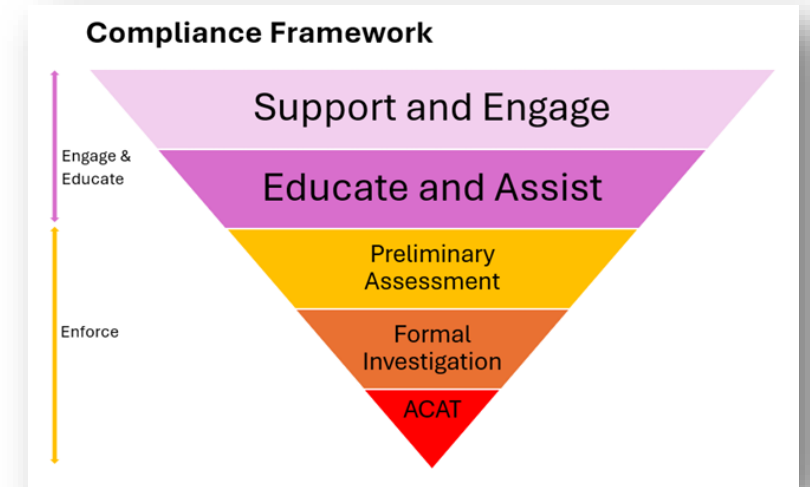 Compliance Framework
Support and Engage
Engage &
Educate
Educate and Assist
Preliminary
Assessment
Enforce
Formal
Investigation
ACAT